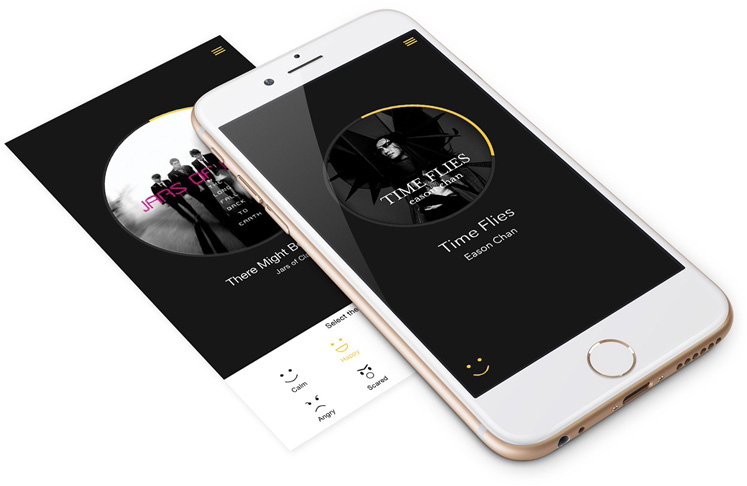 JARS OF
THE
LONG
FALL
BACK
TO
EARTH
There Might B
Jars of Cl
Select the
Calm
Happy
Angry
Scared
TIME FLIES
eason chan
Time Flies
Eason Chan